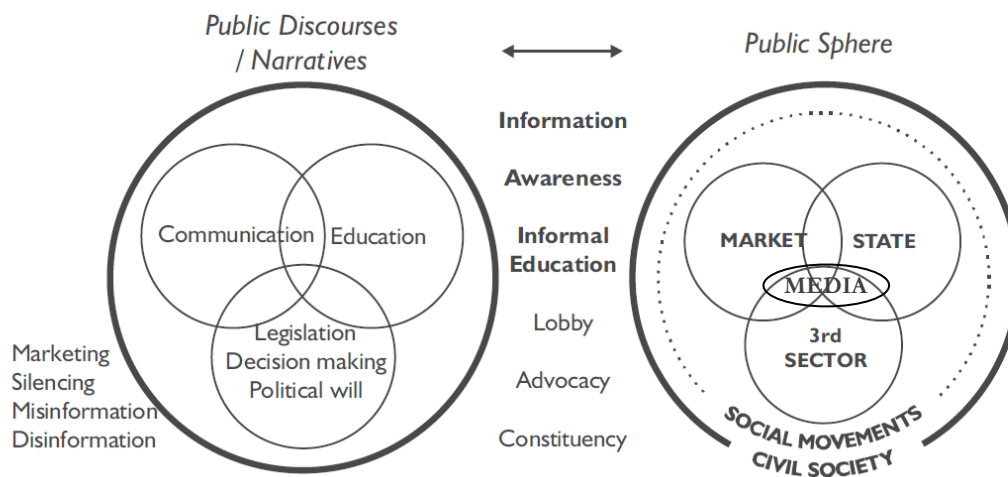 Public Discourses
/ Narratives
Public Sphere
Communication
Education
Legislation
Decision making
Political will
Marketing
Silencing
Misinformation
Disinformation
Information
Awareness
Informal
Education
Lobby
Advocacy
Constituency
MARKET
STATE
MEDIA
3rd
SECTOR
SOCIAL MOVEMENTS
CIVIL SOCIETY